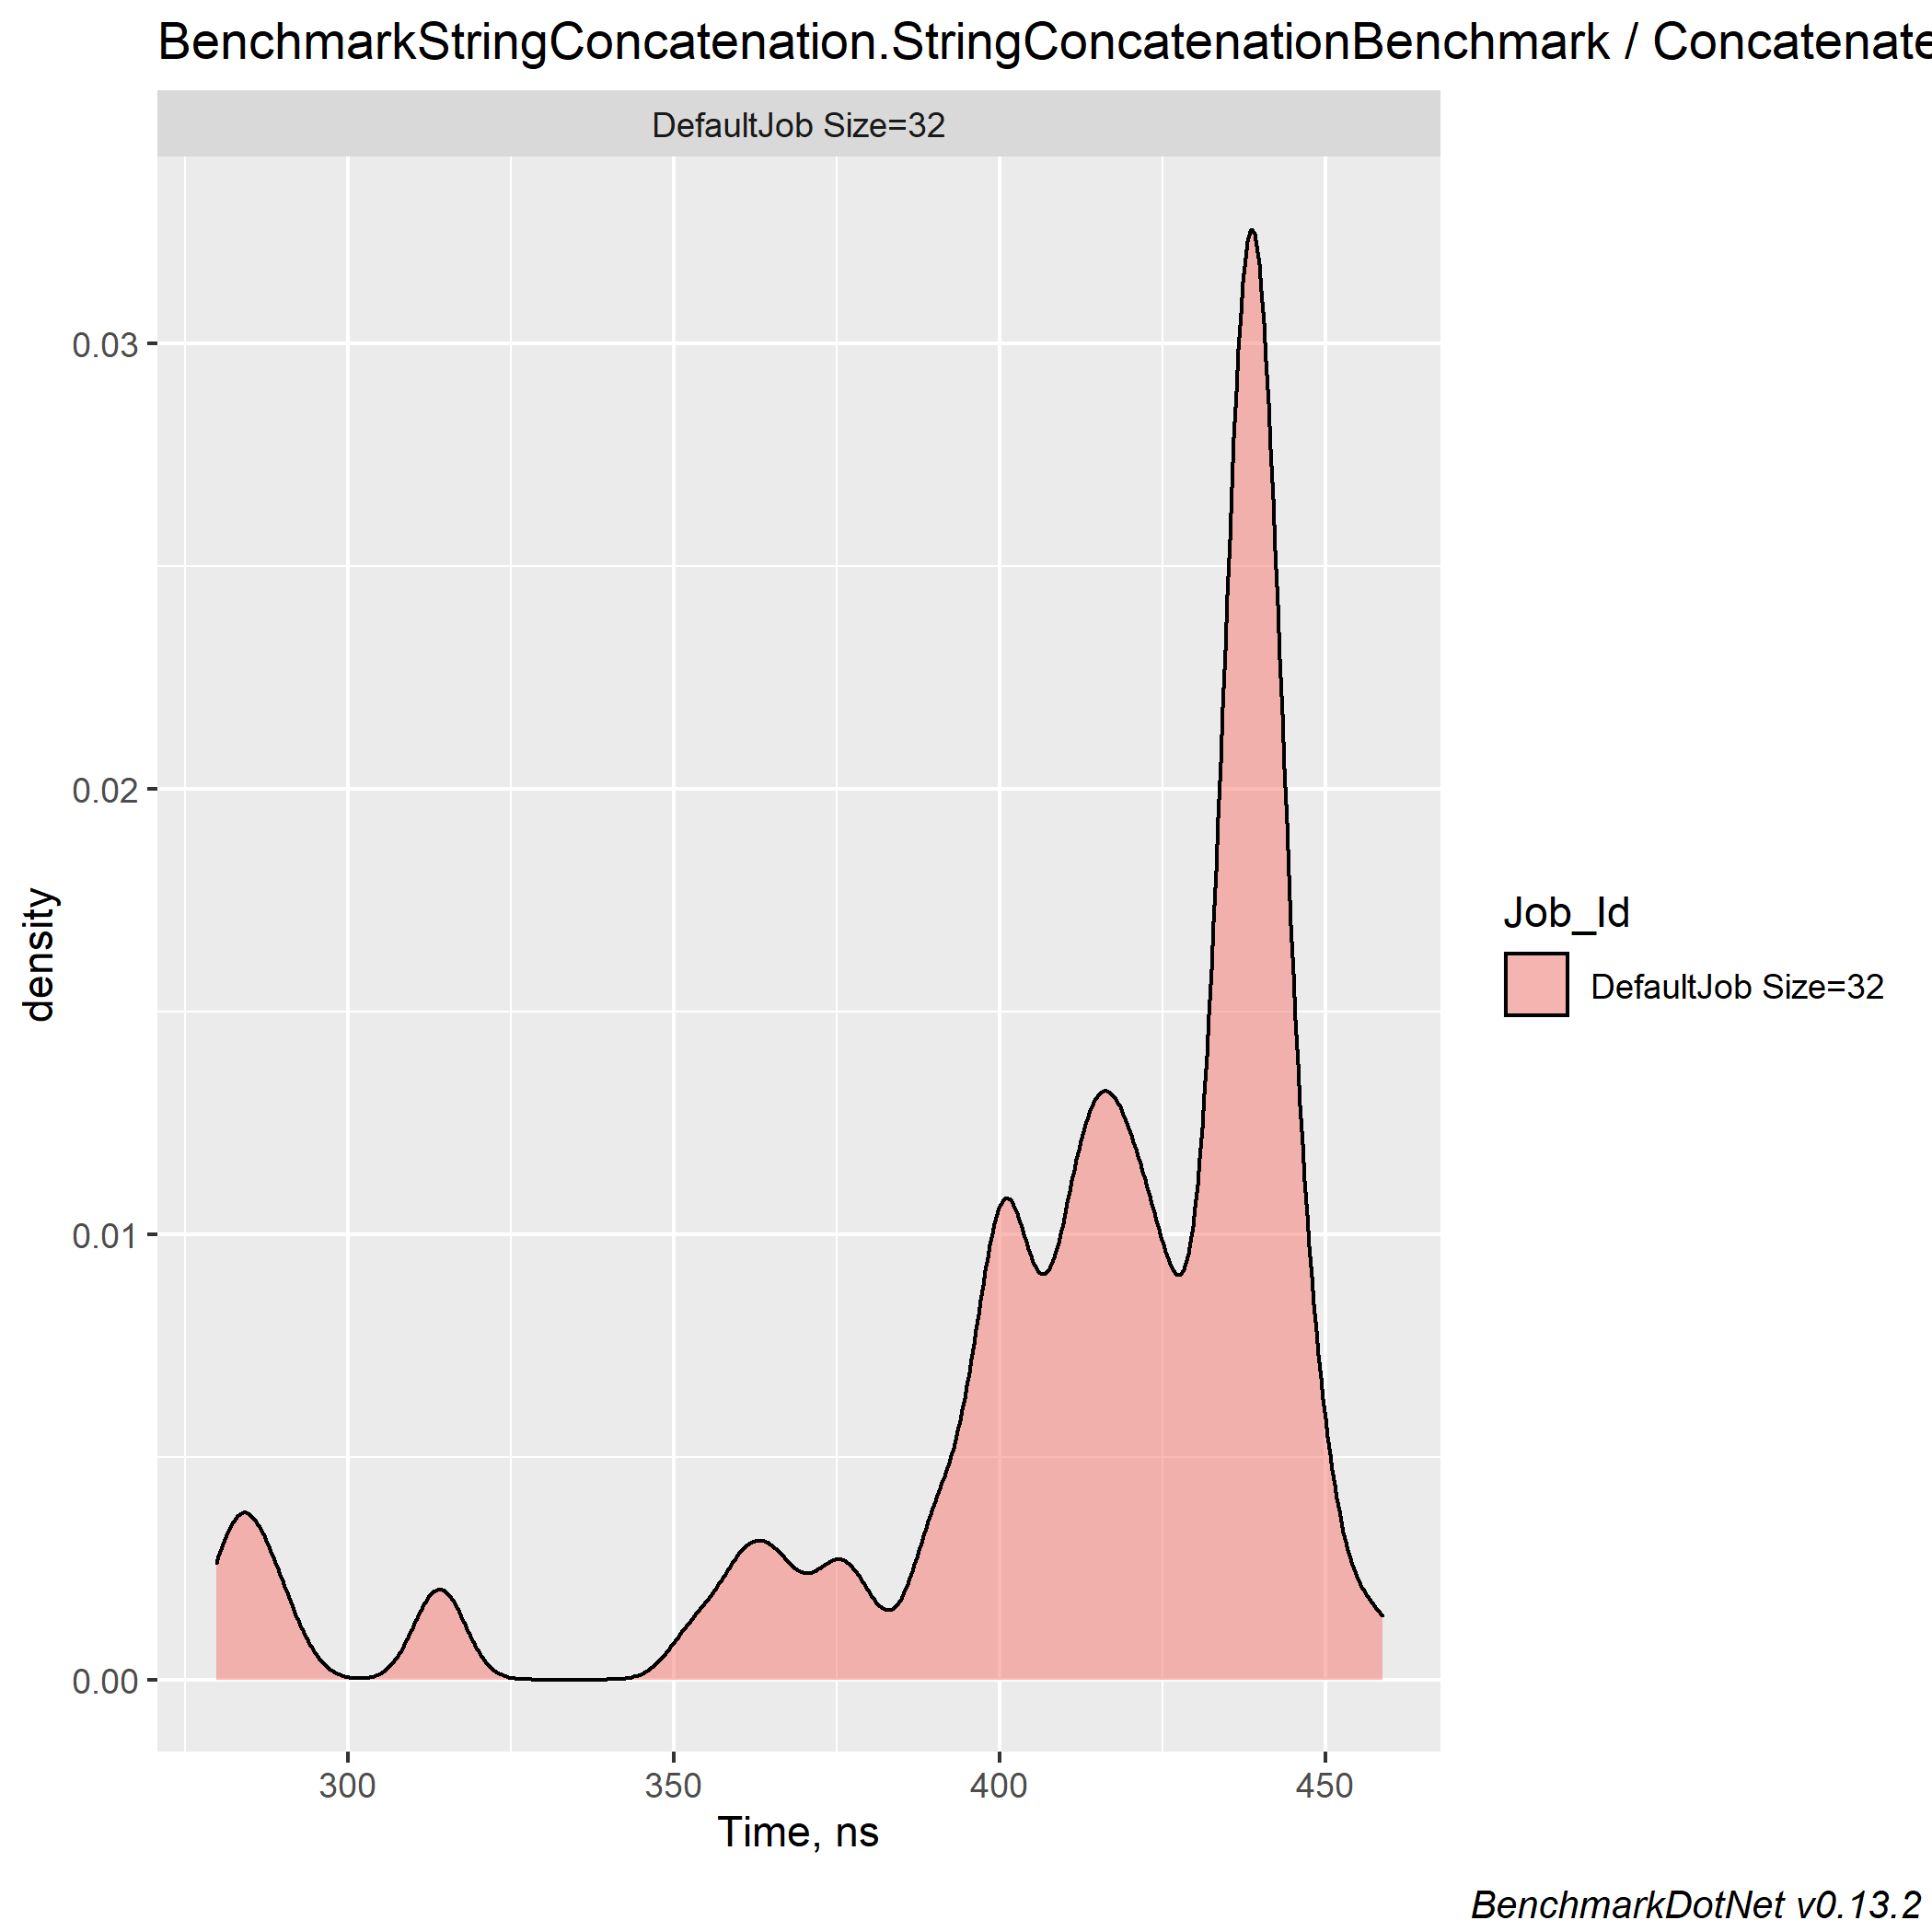 BenchmarkStringConcatenation.StringConcatenationBenchmark / Concatenate
DefaultJob Size=32
0.03
0.02
0.01
0.00
density
300 350 400 450
Time, ns
Job_Id
DefaultJob Size=32
BenchmarkDotNet v0.13.2